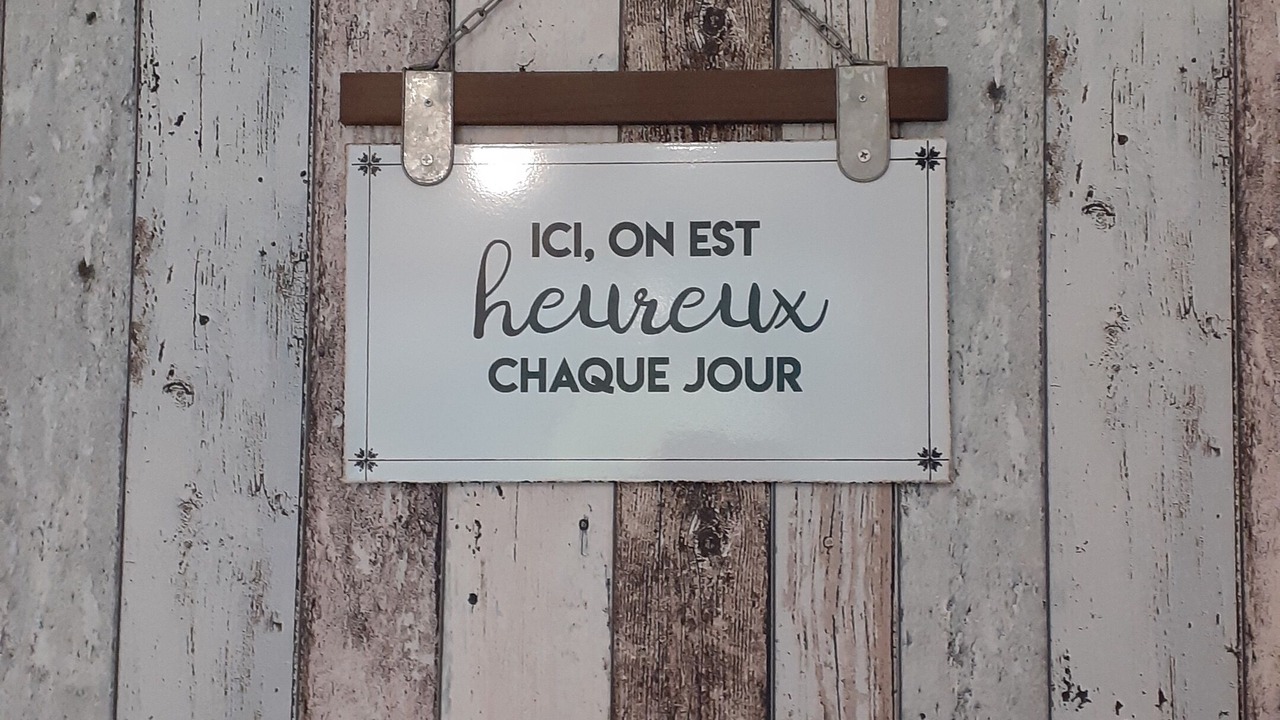 ICI, ON EST
heureux
CHAQUE JOUR